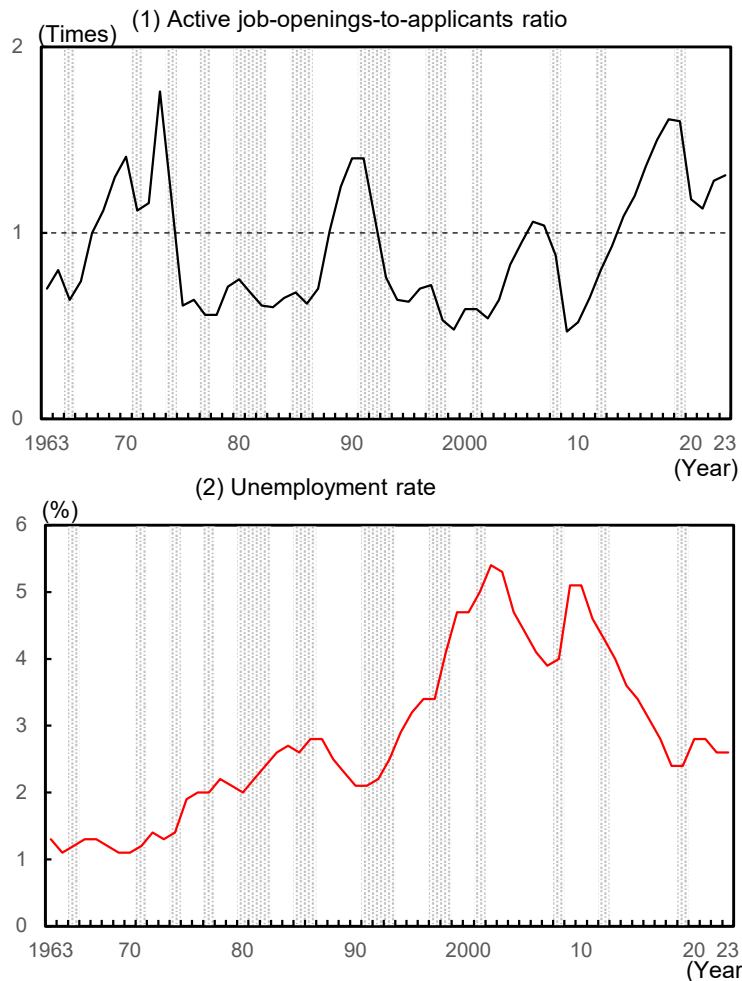 (1) Active job-openings-to-applicants ratio
(Times)
2
1
0
1963 70 80 90 2000 10 20 23
(Year)
(2) Unemployment rate
(%)
6
5
4
3
2
1
0
1963 70 80 90 2000 10 20 23
(Year